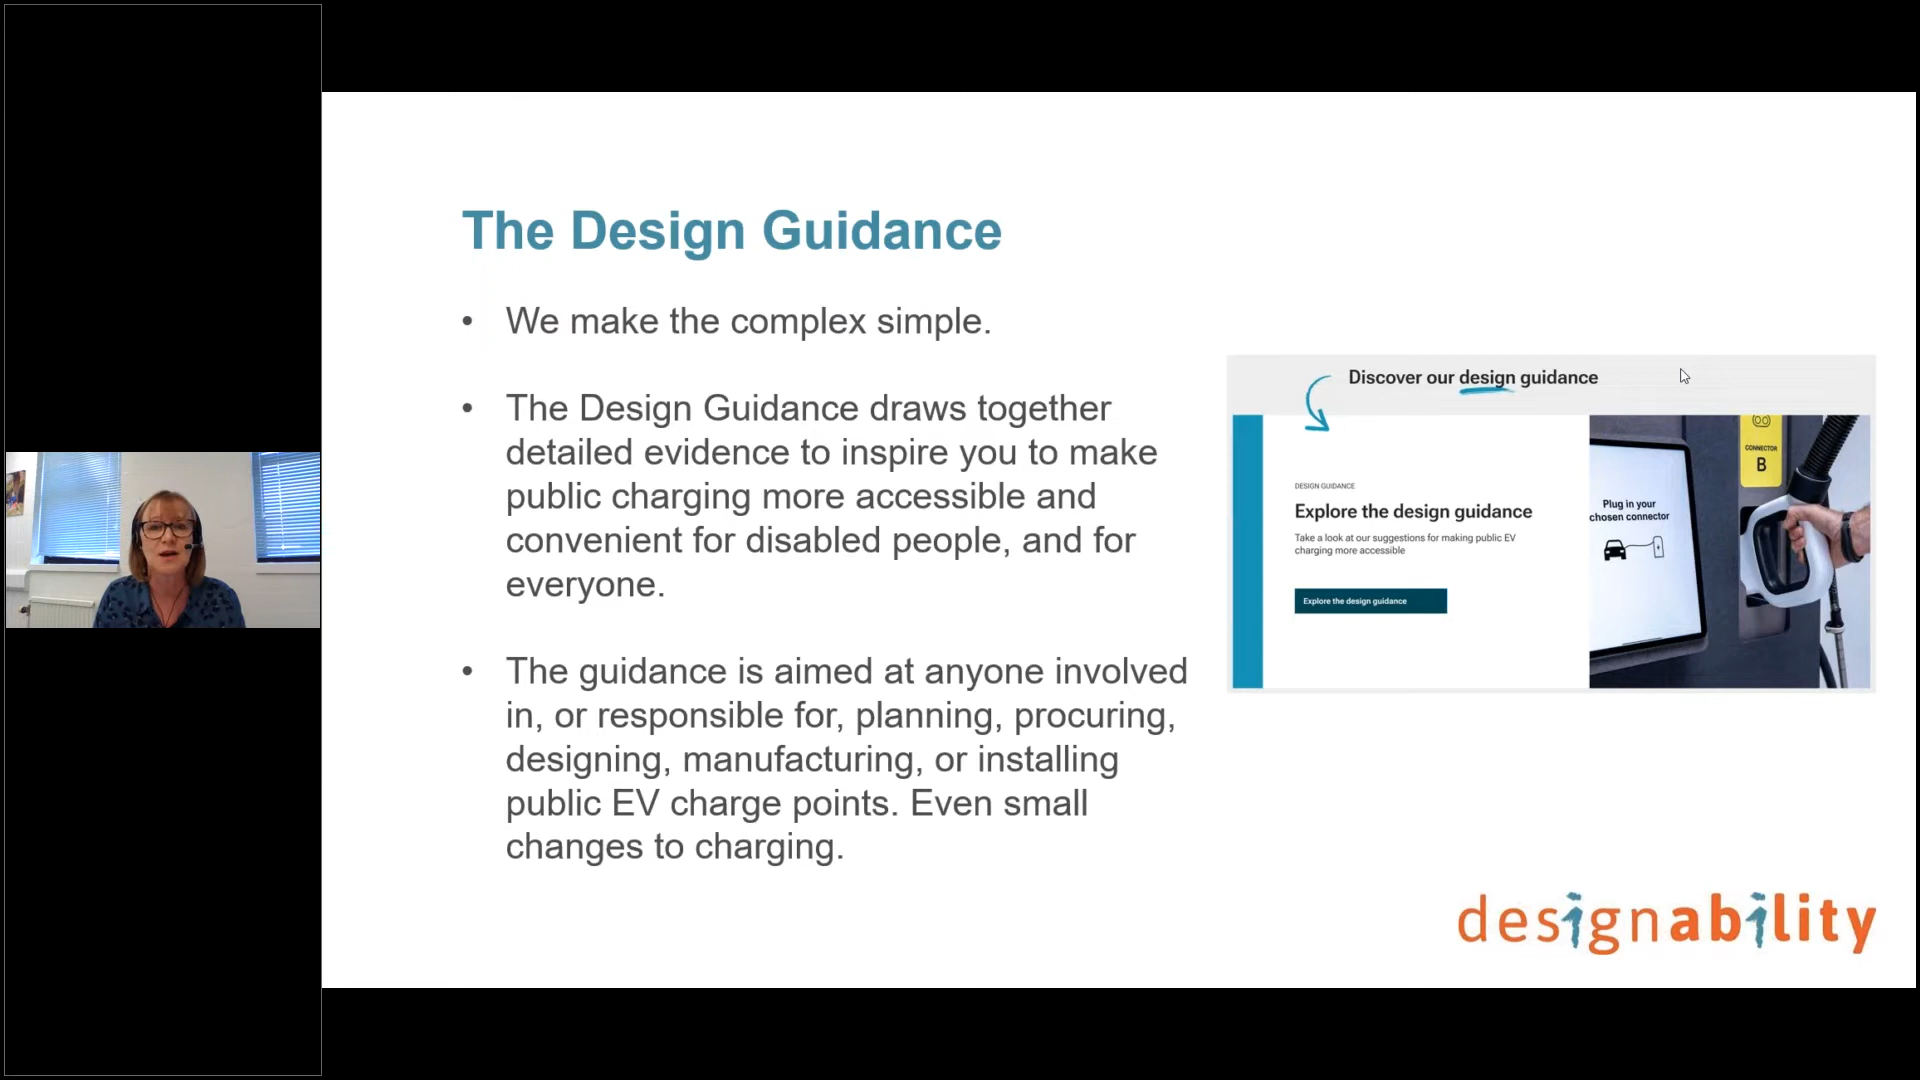 The Design Guidance
• We make the complex simple.
• The Design Guidance draws together
detailed evidence to inspire you to make
public charging more accessible and
convenient for disabled people, and for
everyone.
• The guidance is aimed at anyone involved
in, or responsible for, planning, procuring,
designing, manufacturing, or installing
public EV charge points. Even small
changes to charging.
Discover our design guidance
DESIGN GUIDANCE
Explore the design guidance
Take a look at our suggestions for making public EV
charging more accessible
Explore the design guidance
CONNECTOR
B
Plug in your
chosen connector
designability